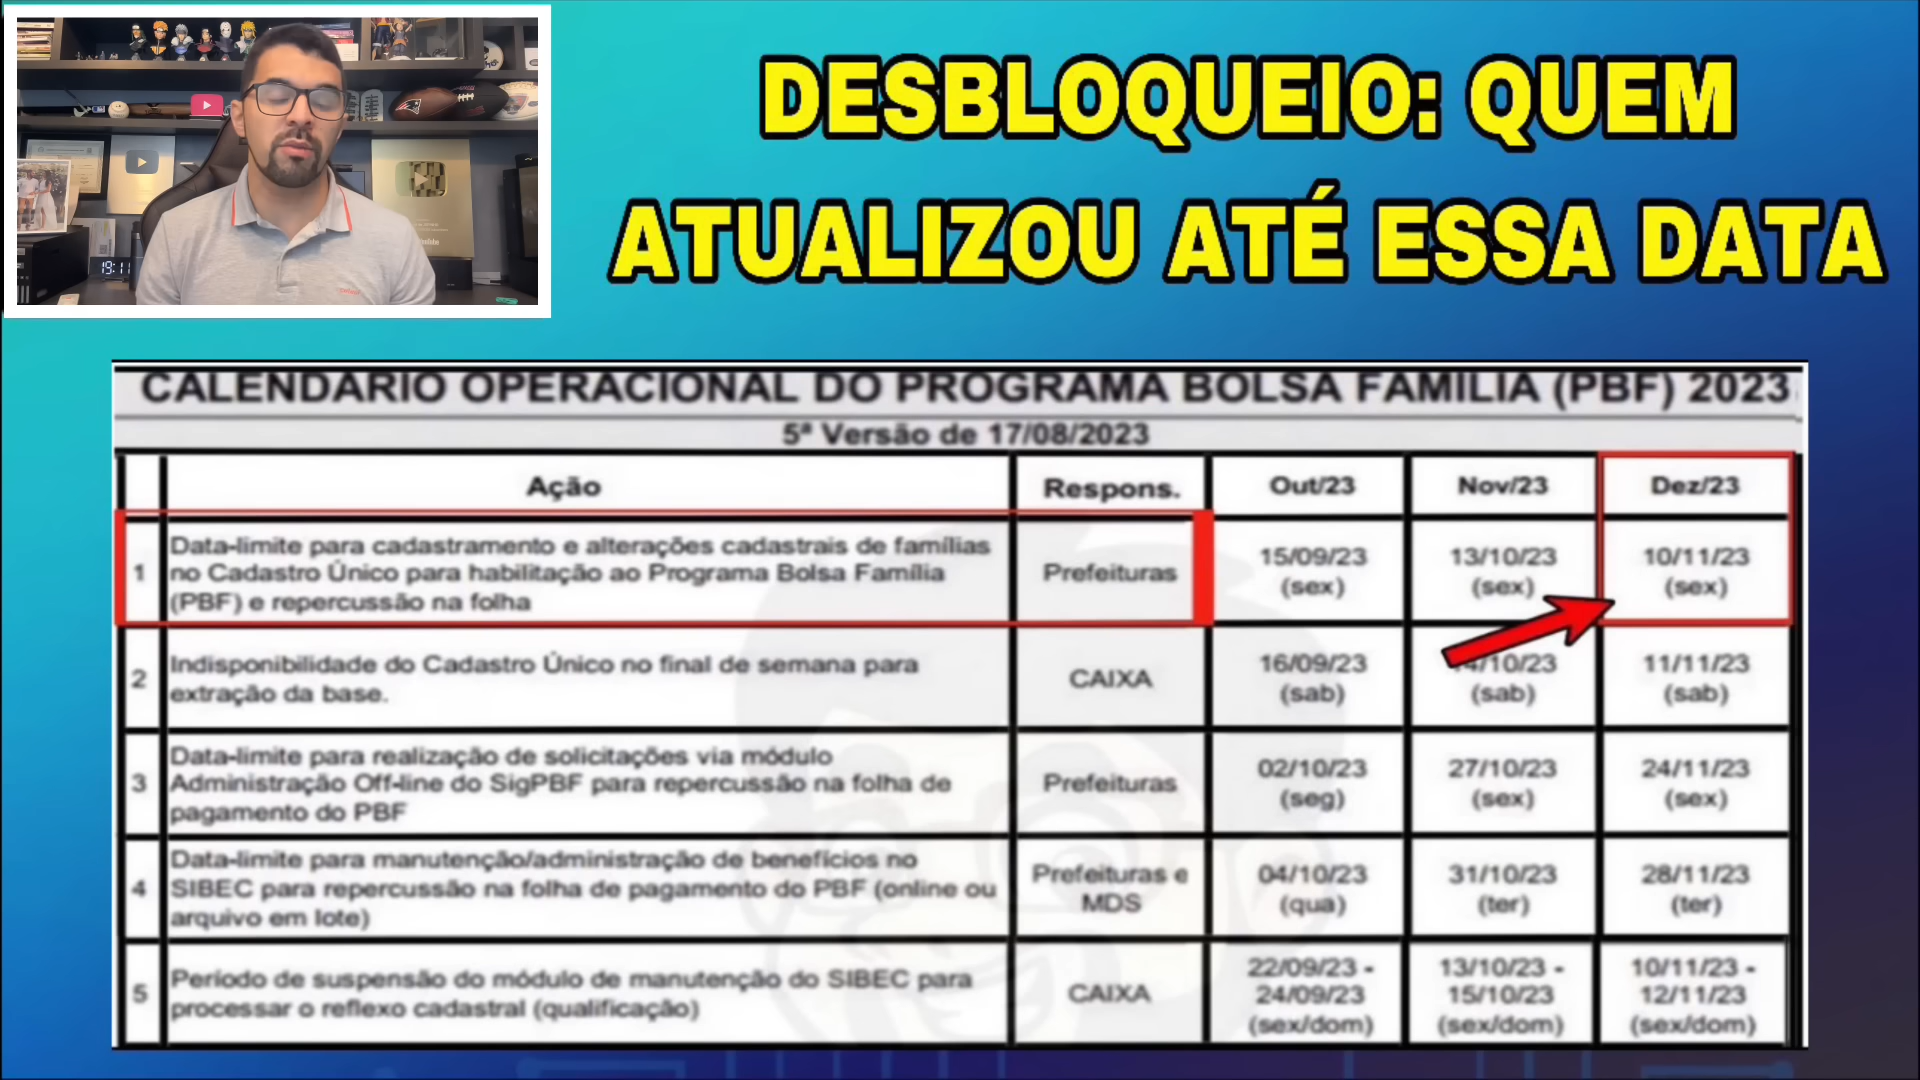 DESBLOQUEIO: QUEM
ATUALIZOU ATÉ ESSA DATA
19:11
CALENDÁRIO OPERACIONAL DO PROGRAMA BOLSA FAMÍLIA (PBF) 2023
5ª Versão de 17/08/2023
Ação
Respons.
Out/23
Nov/23
Dez/23
1
Data-limite para cadastramento e alterações cadastrais de famílias
no Cadastro Único para habilitação ao Programa Bolsa Família
(PBF) e repercussão na folha
Prefeituras
15/09/23
(sex)
13/10/23
(sex)
10/11/23
(sex)
2
Indisponibilidade do Cadastro Único no final de semana para
extração da base.
CAIXA
16/09/23
(sab)
14/10/23
(sab)
11/11/23
(sab)
3
Data-limite para realização de solicitações via módulo
Administração Off-line do SigPBF para repercussão na folha de
pagamento do PBF
Prefeituras
02/10/23
(seg)
27/10/23
(sex)
24/11/23
(sex)
4
Data-limite para manutenção/administração de benefícios no
SIBEC para repercussão na folha de pagamento do PBF (online ou
arquivo em lote)
Prefeituras e
MDS
04/10/23
(qua)
31/10/23
(ter)
28/11/23
(ter)
5
Período de suspensão do módulo de manutenção do SIBEC para
processar o reflexo cadastral (qualificação)
CAIXA
22/09/23 -
24/09/23
(sex/dom)
13/10/23 -
15/10/23
(sex/dom)
10/11/23 -
12/11/23
(sex/dom)